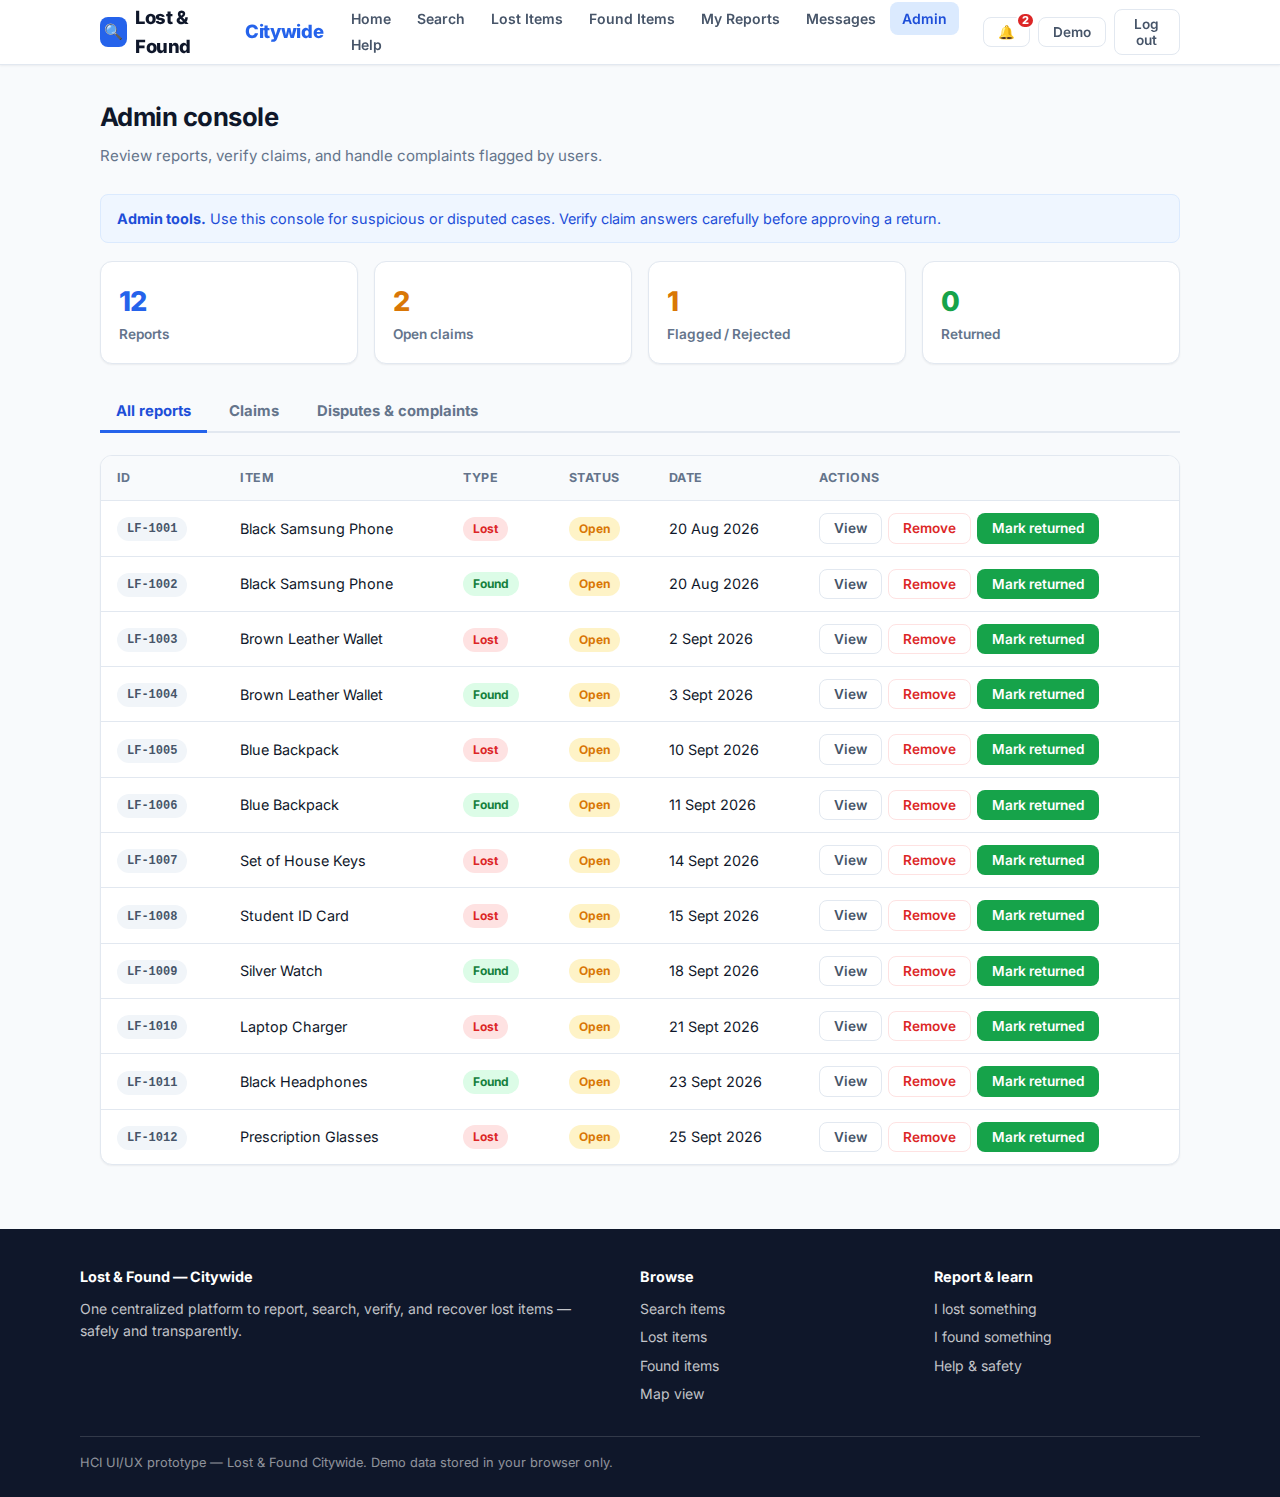 Lost & Found Citywide Home Search Lost Items Found Items My Reports Messages Admin Help 2 Demo Log out
Admin console
Review reports, verify claims, and handle complaints flagged by users.
Admin tools. Use this console for suspicious or disputed cases. Verify claim answers carefully before approving a return.
12 2 1 0
Reports Open claims Flagged / Rejected Returned
All reports Claims Disputes & complaints
ID ITEM TYPE STATUS DATE ACTIONS
LF-1001 Black Samsung Phone Lost Open 20 Aug 2026 View Remove Mark returned
LF-1002 Black Samsung Phone Found Open 20 Aug 2026 View Remove Mark returned
LF-1003 Brown Leather Wallet Lost Open 2 Sept 2026 View Remove Mark returned
LF-1004 Brown Leather Wallet Found Open 3 Sept 2026 View Remove Mark returned
LF-1005 Blue Backpack Lost Open 10 Sept 2026 View Remove Mark returned
LF-1006 Blue Backpack Found Open 11 Sept 2026 View Remove Mark returned
LF-1007 Set of House Keys Lost Open 14 Sept 2026 View Remove Mark returned
LF-1008 Student ID Card Lost Open 15 Sept 2026 View Remove Mark returned
LF-1009 Silver Watch Found Open 18 Sept 2026 View Remove Mark returned
LF-1010 Laptop Charger Lost Open 21 Sept 2026 View Remove Mark returned
LF-1011 Black Headphones Found Open 23 Sept 2026 View Remove Mark returned
LF-1012 Prescription Glasses Lost Open 25 Sept 2026 View Remove Mark returned
Lost & Found — Citywide Browse Report & learn
One centralized platform to report, search, verify, and recover lost items — Search items I lost something
safely and transparently.
Lost items I found something
Found items Help & safety
Map view
HCI UI/UX prototype — Lost & Found Citywide. Demo data stored in your browser only.